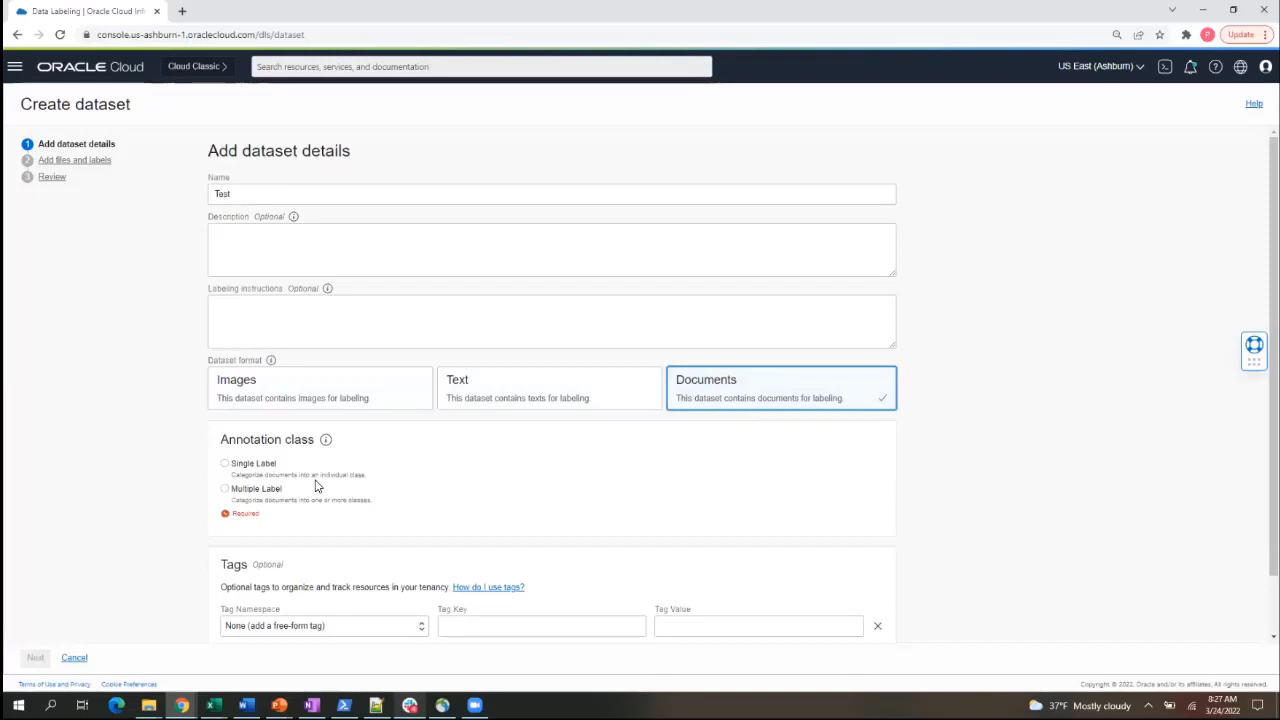 Data Labeling | Oracle Cloud Inf
console.us-ashburn-1.oraclecloud.com/dls/dataset
P
Update
ORACLE Cloud
Cloud Classic >
Search resources, services, and documentation
US East (Ashburn)
Create dataset
Help
1 Add dataset details
2 Add files and labels
3 Review
Add dataset details
Name
Test
Description Optional
Labeling instructions Optional
Dataset format
Images
This dataset contains images for labeling.
Text
This dataset contains texts for labeling.
Documents
This dataset contains documents for labeling.
Annotation class
Single Label
Categorize documents into an individual class.
Multiple Label
Categorize documents into one or more classes.
Required
Tags Optional
Optional tags to organize and track resources in your tenancy. How do I use tags?
Tag Namespace
Tag Key
Tag Value
None (add a free-form tag)
Next
Cancel
Terms of Use and Privacy
Cookie Preferences
Copyright © 2022, Oracle and/or its affiliates. All rights reserved.
37°F Mostly cloudy
8:27 AM
3/24/2022